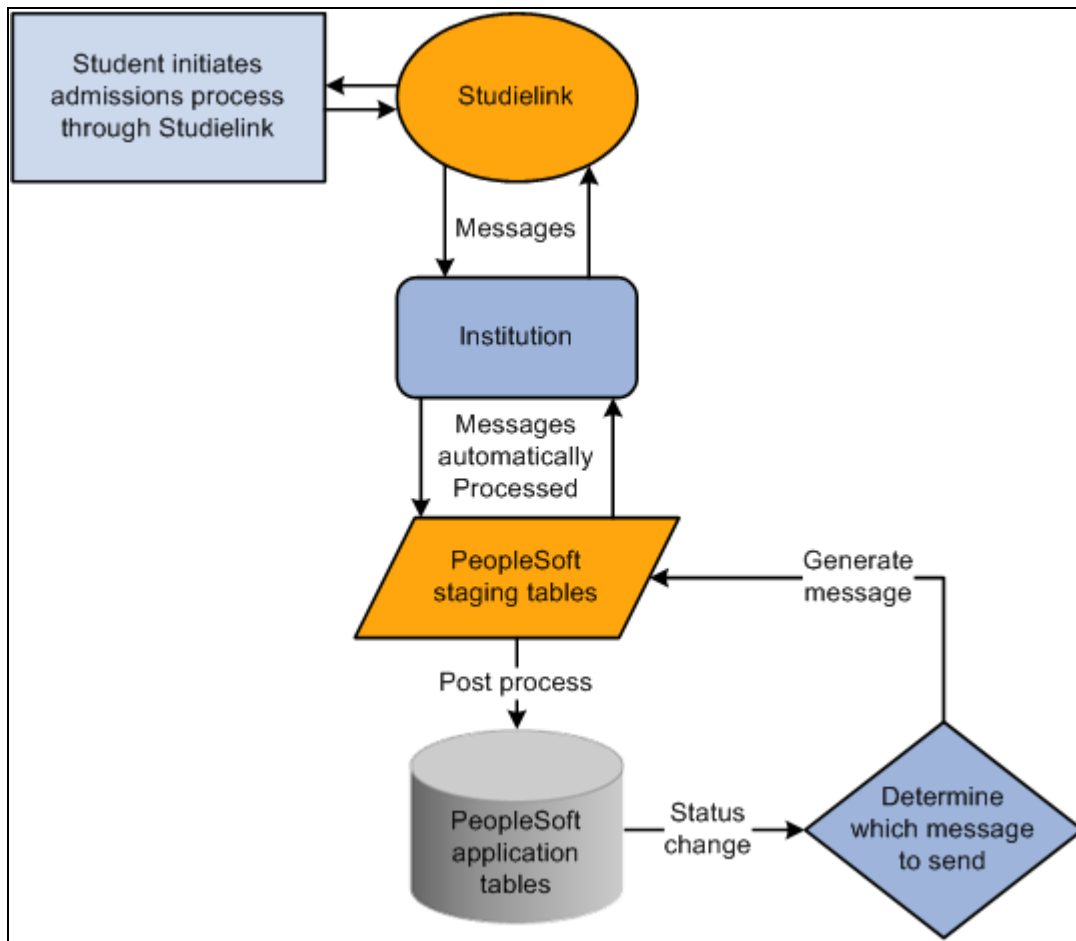 Student initiates
admissions process
through Studielink
Studielink
Messages
Institution
Messages
automatically
Processed
PeopleSoft
staging tables
Generate
message
Post process
PeopleSoft
application
tables
Status
change
Determine
which message
to send